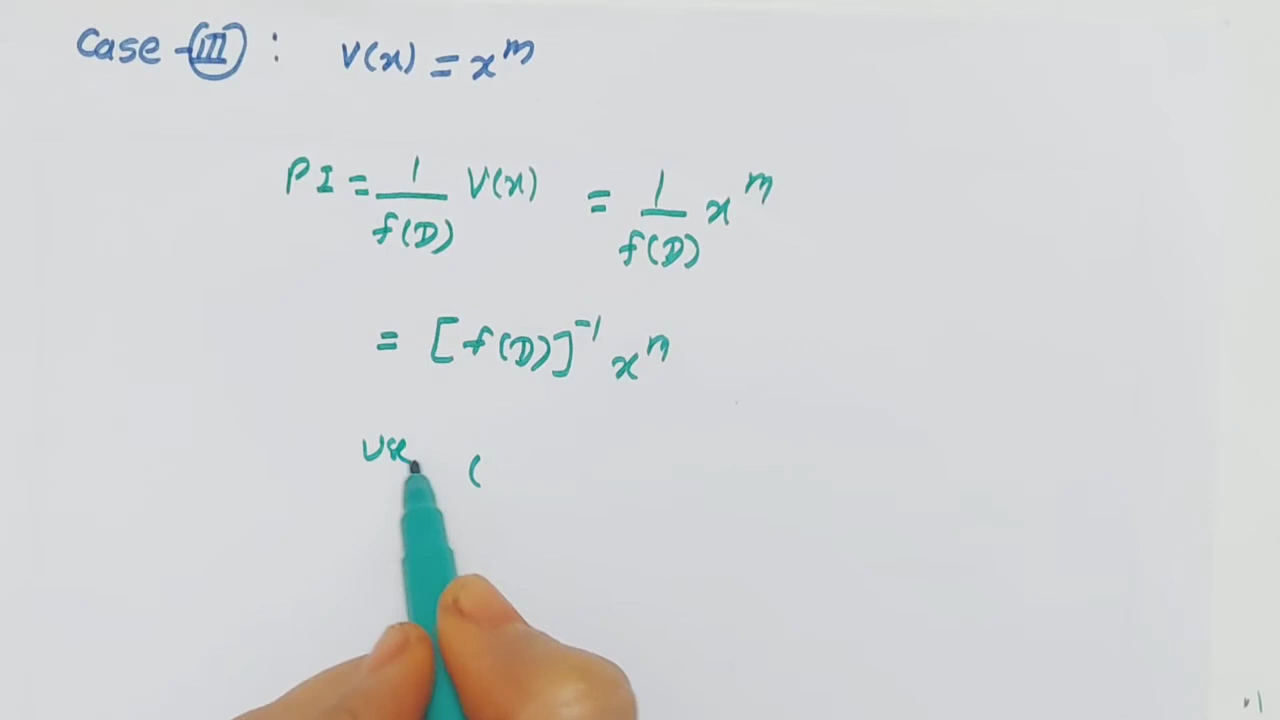 Case-III : V(x) = x^m
PI = 1/f(D) V(x) = 1/f(D) x^m
= [f(D)]^-1 x^m
Use (